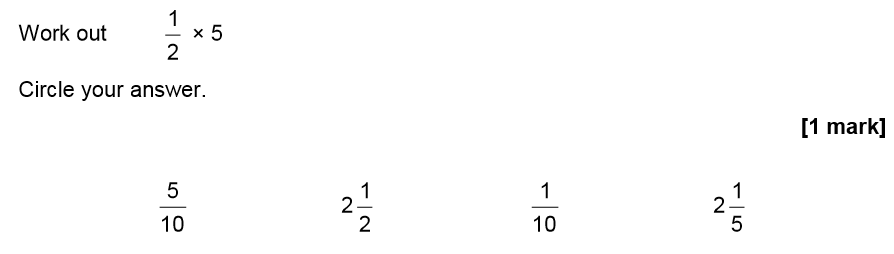 Work out 1/2 × 5
Circle your answer.
[1 mark]
5/10 2 1/2 1/10 2 1/5